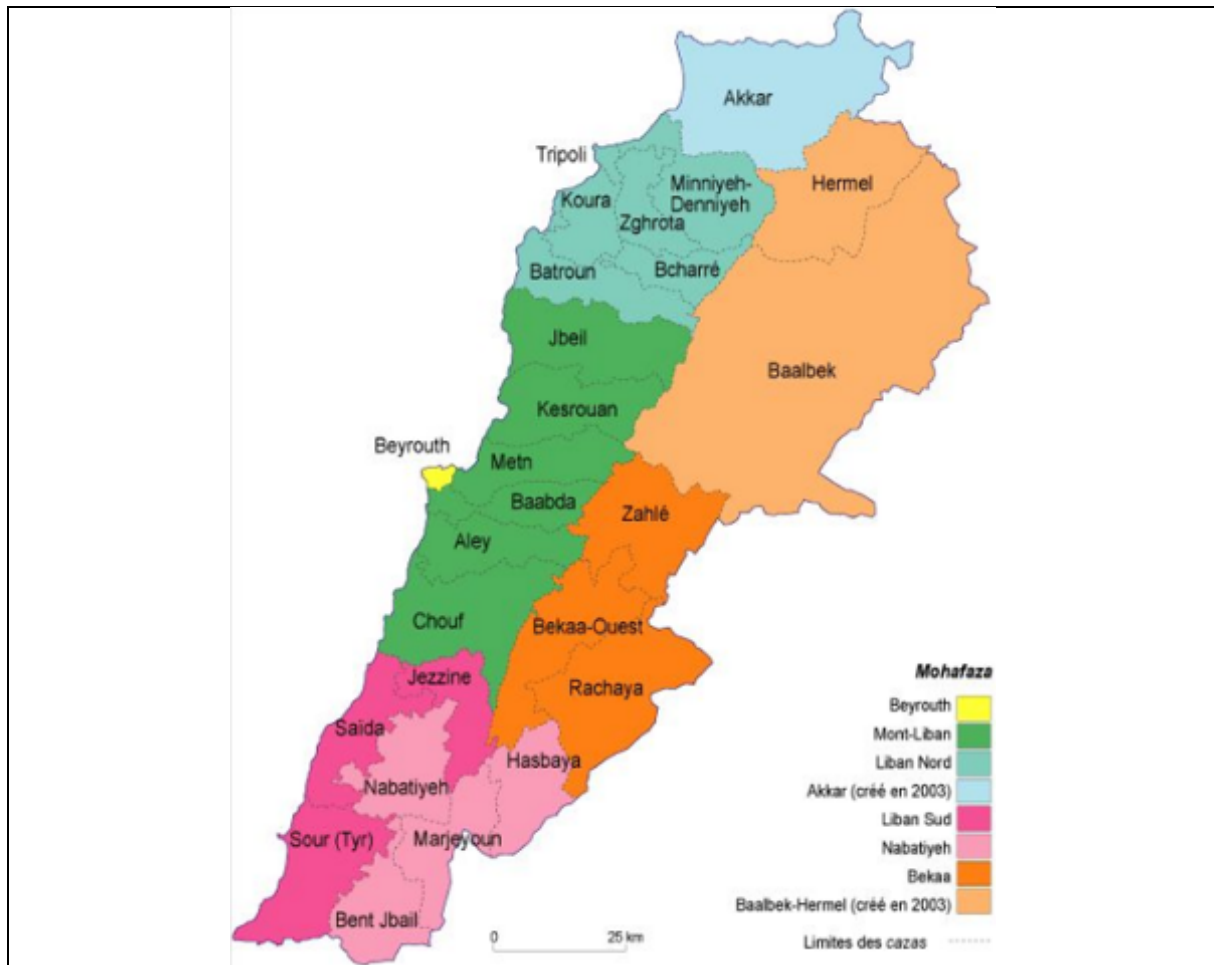 Akkar
Tripoli
Hermel
Minniyeh-
Denniyeh
Koura
Zghrota
Batroun
Bcharré
Jbeil
Baalbek
Kesrouan
Beyrouth
Metn
Baabda
Zahlé
Aley
Chouf
Bekaa-Ouest
Jezzine
Rachaya
Saïda
Hasbaya
Nabatiyeh
Sour (Tyr)
Marjeyoun
Bent Jbail
0 25 km
Mohafaza
Beyrouth
Mont-Liban
Liban Nord
Akkar (créé en 2003)
Liban Sud
Nabatiyeh
Bekaa
Baalbek-Hermel (créé en 2003)
Limites des cazas